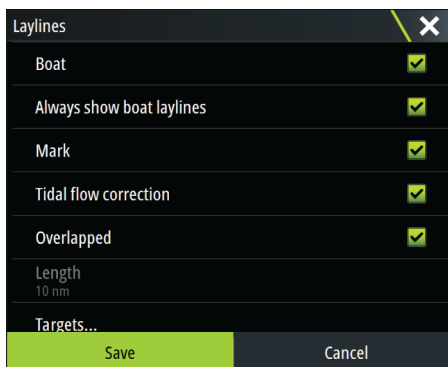 Laylines
Boat
Always show boat laylines
Mark
Tidal flow correction
Overlapped
Length
10 nm
Targets...
Save
Cancel